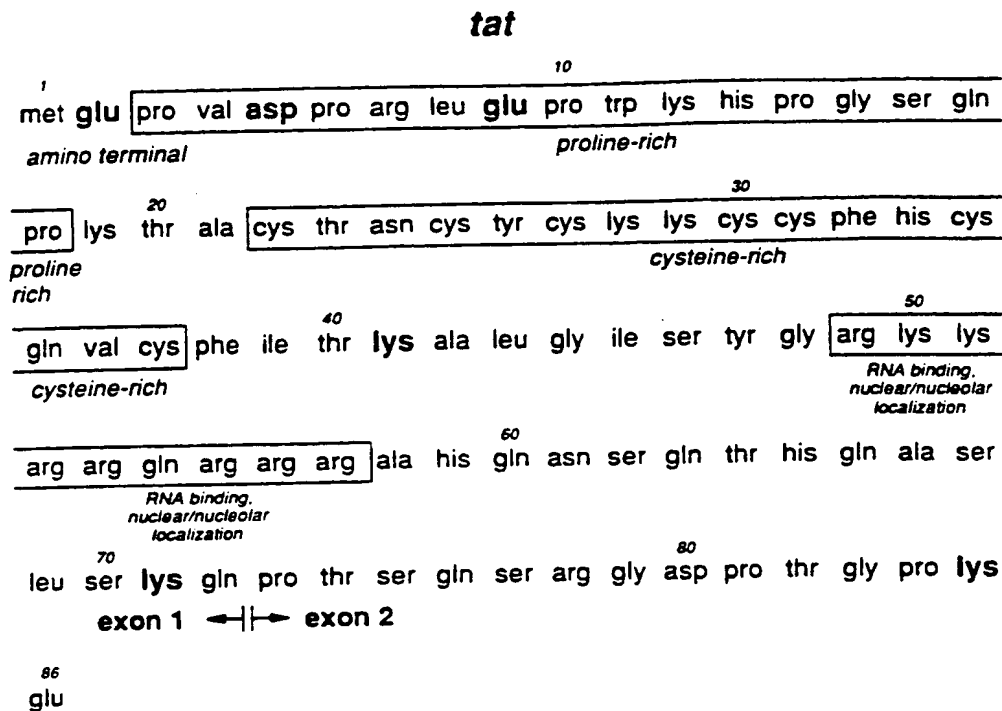 tat
1 10
met glu pro val asp pro arg leu glu pro trp lys his pro gly ser gln
amino terminal proline-rich
20 30
pro lys thr ala cys thr asn cys tyr cys lys lys cys cys phe his cys
proline cysteine-rich
rich
40 50
gln val cys phe ile thr lys ala leu gly ile ser tyr gly arg lys lys
cysteine-rich RNA binding,
nuclear/nucleolar
localization
60
arg arg gln arg arg arg ala his gln asn ser gln thr his gln ala ser
RNA binding,
nuclear/nucleolar
localization
70 80
leu ser lys gln pro thr ser gln ser arg gly asp pro thr gly pro lys
exon 1 exon 2
86
glu